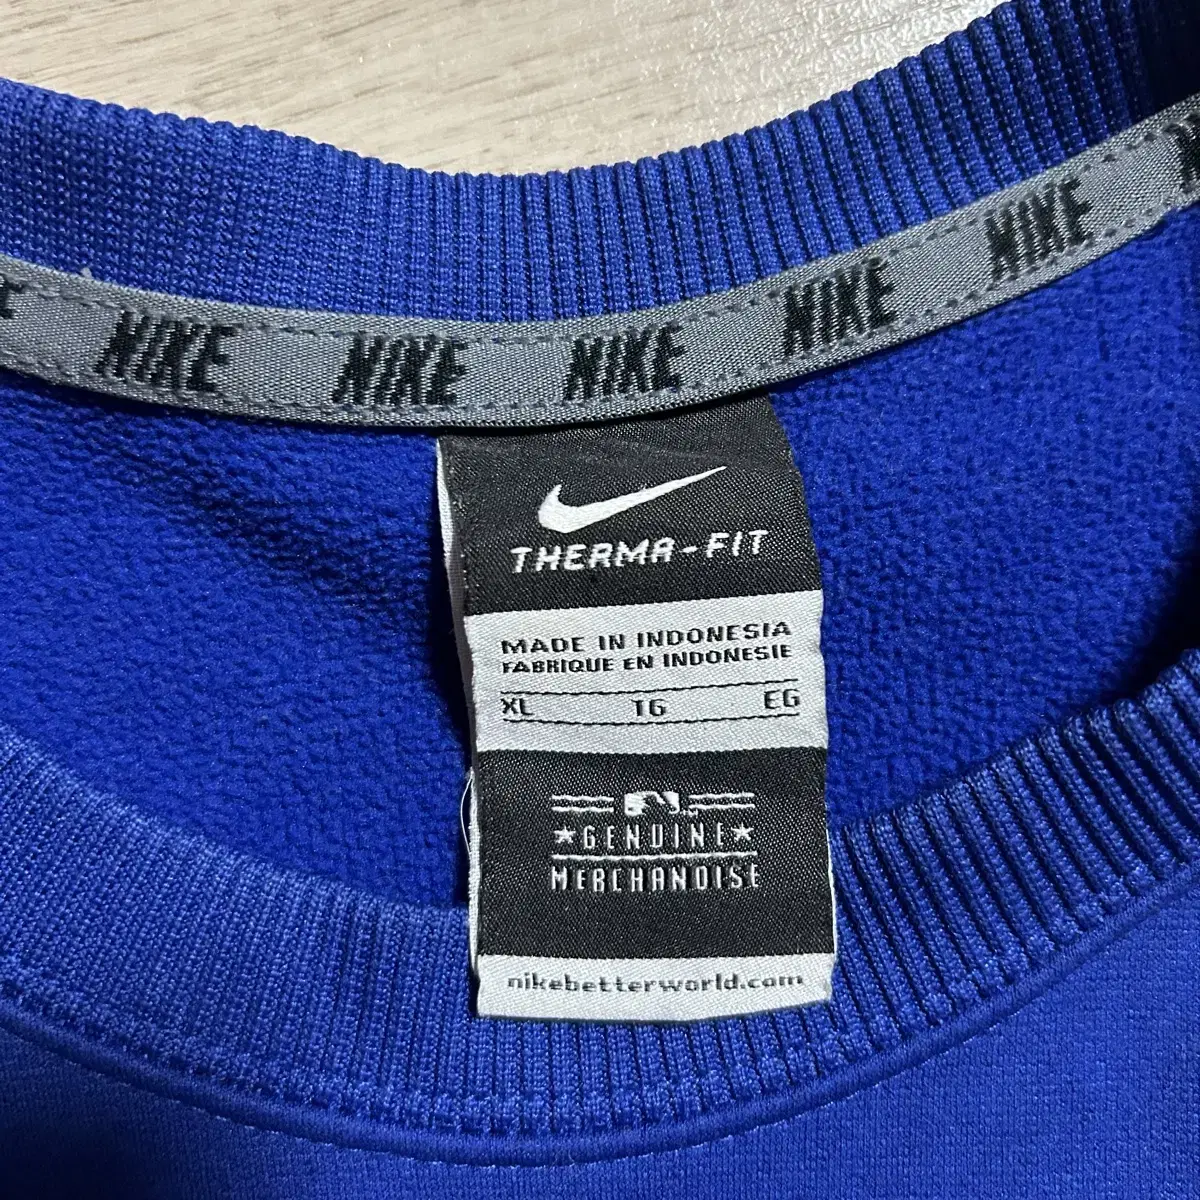 NIKE NIKE NIKE NIKE NIKE
THERMA-FIT
MADE IN INDONESIA
FABRIQUE EN INDONESIE
XL TG EG
GENUINE
MERCHANDISE
nikebetterworld.com